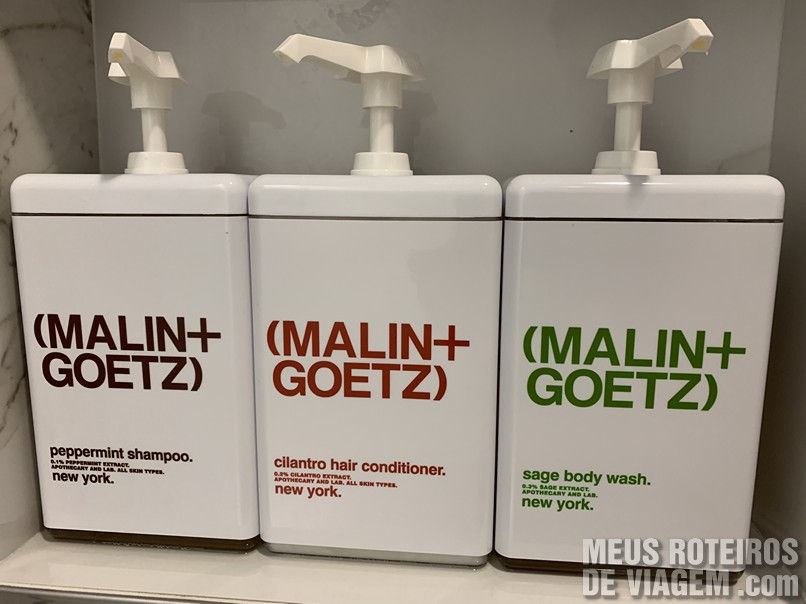 (MALIN+
GOETZ)
peppermint shampoo.
0.1% PEPPERMINT EXTRACT.
APOTHECARY AND LAB. ALL SKIN TYPES.
new york.
(MALIN+
GOETZ)
cilantro hair conditioner.
0.2% CILANTRO EXTRACT.
APOTHECARY AND LAB. ALL SKIN TYPES.
new york.
(MALIN+
GOETZ)
sage body wash.
0.3% SAGE EXTRACT.
APOTHECARY AND LAB.
new york.
MEUS ROTEIROS
DE VIAGEM.com